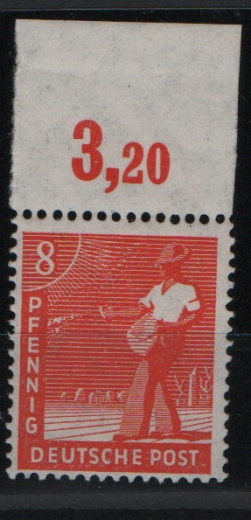 3,20
8
PFENNIG
DEUTSCHE POST